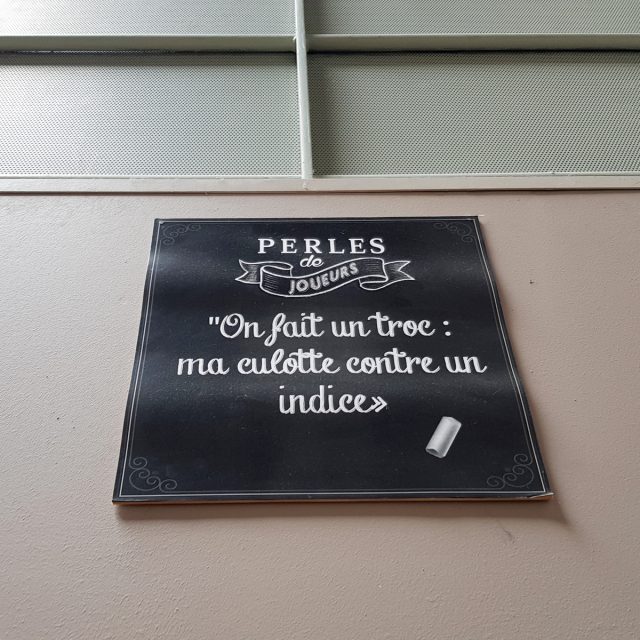 PERLES
de
JOUEURS
"On fait un troc :
ma culotte contre un
indice»